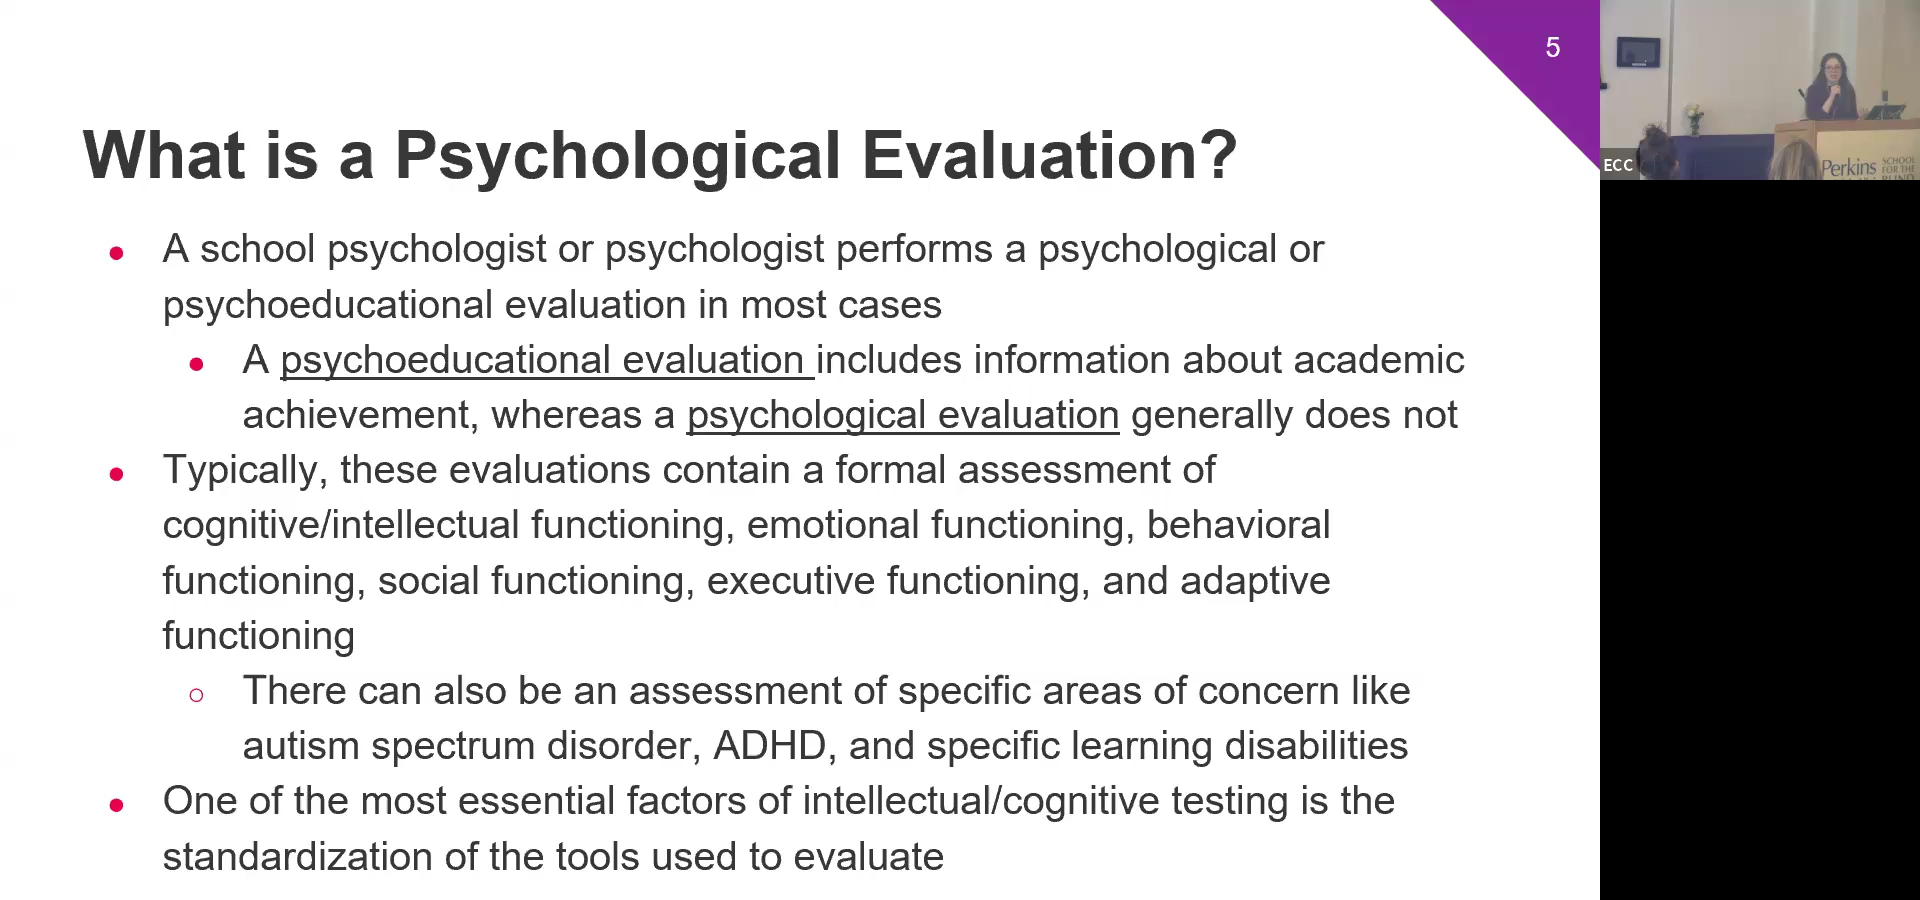 5
What is a Psychological Evaluation?
● A school psychologist or psychologist performs a psychological or
psychoeducational evaluation in most cases
● A psychoeducational evaluation includes information about academic
achievement, whereas a psychological evaluation generally does not
● Typically, these evaluations contain a formal assessment of
cognitive/intellectual functioning, emotional functioning, behavioral
functioning, social functioning, executive functioning, and adaptive
functioning
○ There can also be an assessment of specific areas of concern like
autism spectrum disorder, ADHD, and specific learning disabilities
● One of the most essential factors of intellectual/cognitive testing is the
standardization of the tools used to evaluate
ECC
Perkins
SCHOOL
FOR THE
BLIND